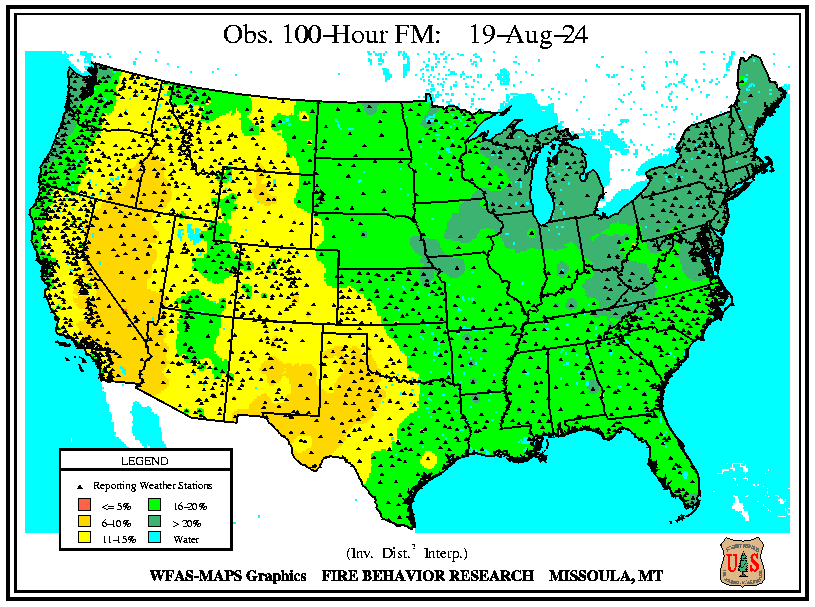 Obs. 100-Hour FM: 19-Aug-24
LEGEND
Reporting Weather Stations
<= 5%
16-20%
6-10%
> 20%
11-15%
Water
(Inv. Dist.² Interp.)
WFAS-MAPS Graphics FIRE BEHAVIOR RESEARCH MISSOULA, MT
U S